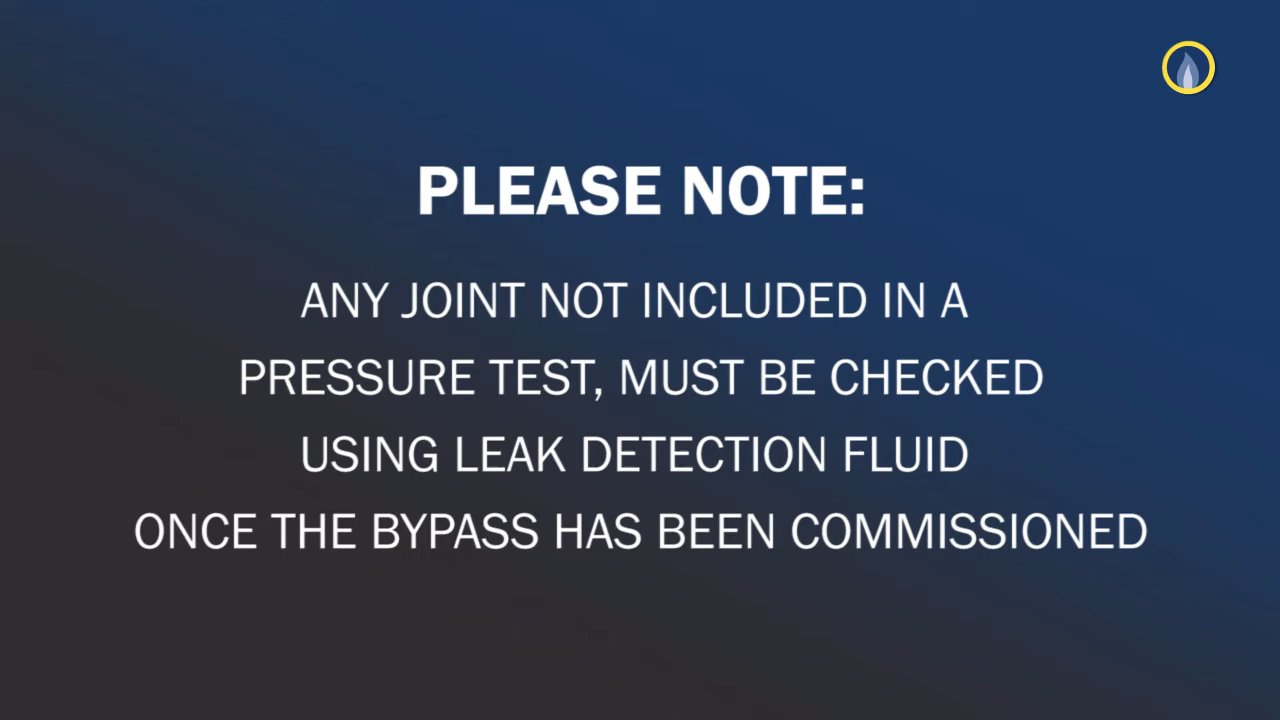 PLEASE NOTE:
ANY JOINT NOT INCLUDED IN A
PRESSURE TEST, MUST BE CHECKED
USING LEAK DETECTION FLUID
ONCE THE BYPASS HAS BEEN COMMISSIONED